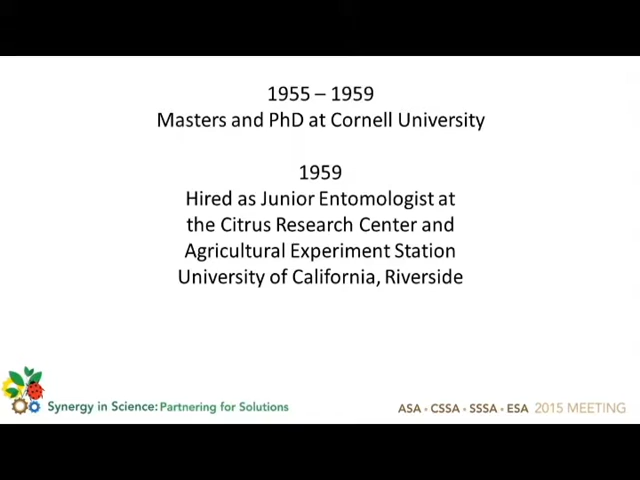 1955 – 1959
Masters and PhD at Cornell University
1959
Hired as Junior Entomologist at
the Citrus Research Center and
Agricultural Experiment Station
University of California, Riverside
Synergy in Science: Partnering for Solutions
ASA • CSSA • SSSA • ESA 2015 MEETING